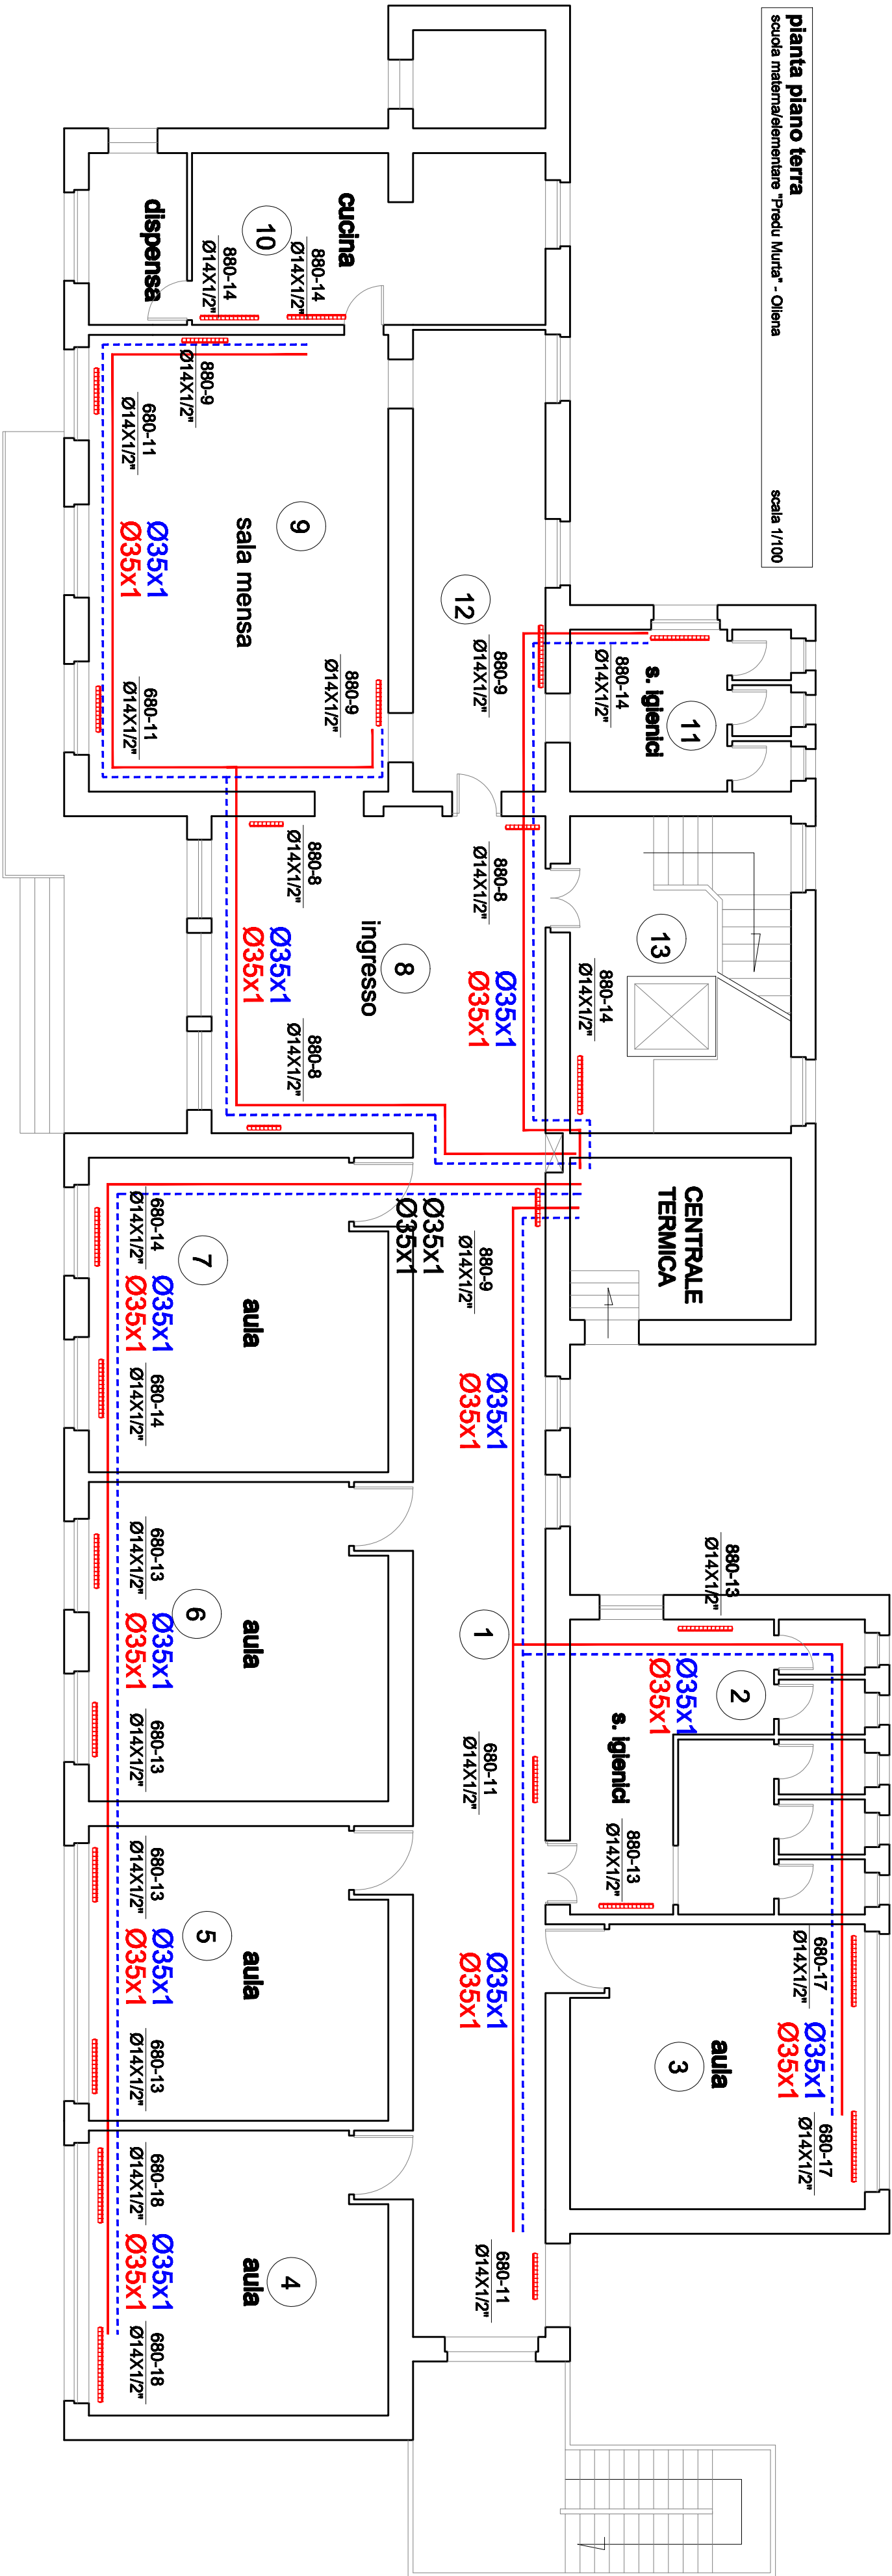 pianta piano terra
scuola materna/elementare "Predu Murta" - Oliena
scala 1/100
cucina
10
880-14
Ø14X1/2"
880-14
Ø14X1/2"
dispensa
880-9
Ø14X1/2"
680-11
Ø14X1/2"
Ø35x1
Ø35x1
9
sala mensa
880-9
Ø14X1/2"
680-11
Ø14X1/2"
12
880-9
Ø14X1/2"
880-14
Ø14X1/2"
s. igienici
11
880-8
Ø14X1/2"
880-8
Ø14X1/2"
ingresso
8
Ø35x1
Ø35x1
Ø35x1
Ø35x1
880-8
Ø14X1/2"
13
880-14
Ø14X1/2"
CENTRALE
TERMICA
880-9
Ø14X1/2"
Ø35x1
Ø35x1
680-14
Ø14X1/2"
7
aula
Ø35x1
Ø35x1
680-14
Ø14X1/2"
Ø35x1
Ø35x1
680-13
Ø14X1/2"
6
aula
Ø35x1
Ø35x1
680-13
Ø14X1/2"
1
880-13
Ø14X1/2"
2
Ø35x1
Ø35x1
s. igienici
680-11
Ø14X1/2"
880-13
Ø14X1/2"
680-13
Ø14X1/2"
5
aula
Ø35x1
Ø35x1
680-13
Ø14X1/2"
Ø35x1
Ø35x1
680-17
Ø14X1/2"
Ø35x1
Ø35x1
aula
3
680-17
Ø14X1/2"
680-18
Ø14X1/2"
4
aula
Ø35x1
Ø35x1
680-18
Ø14X1/2"
680-11
Ø14X1/2"